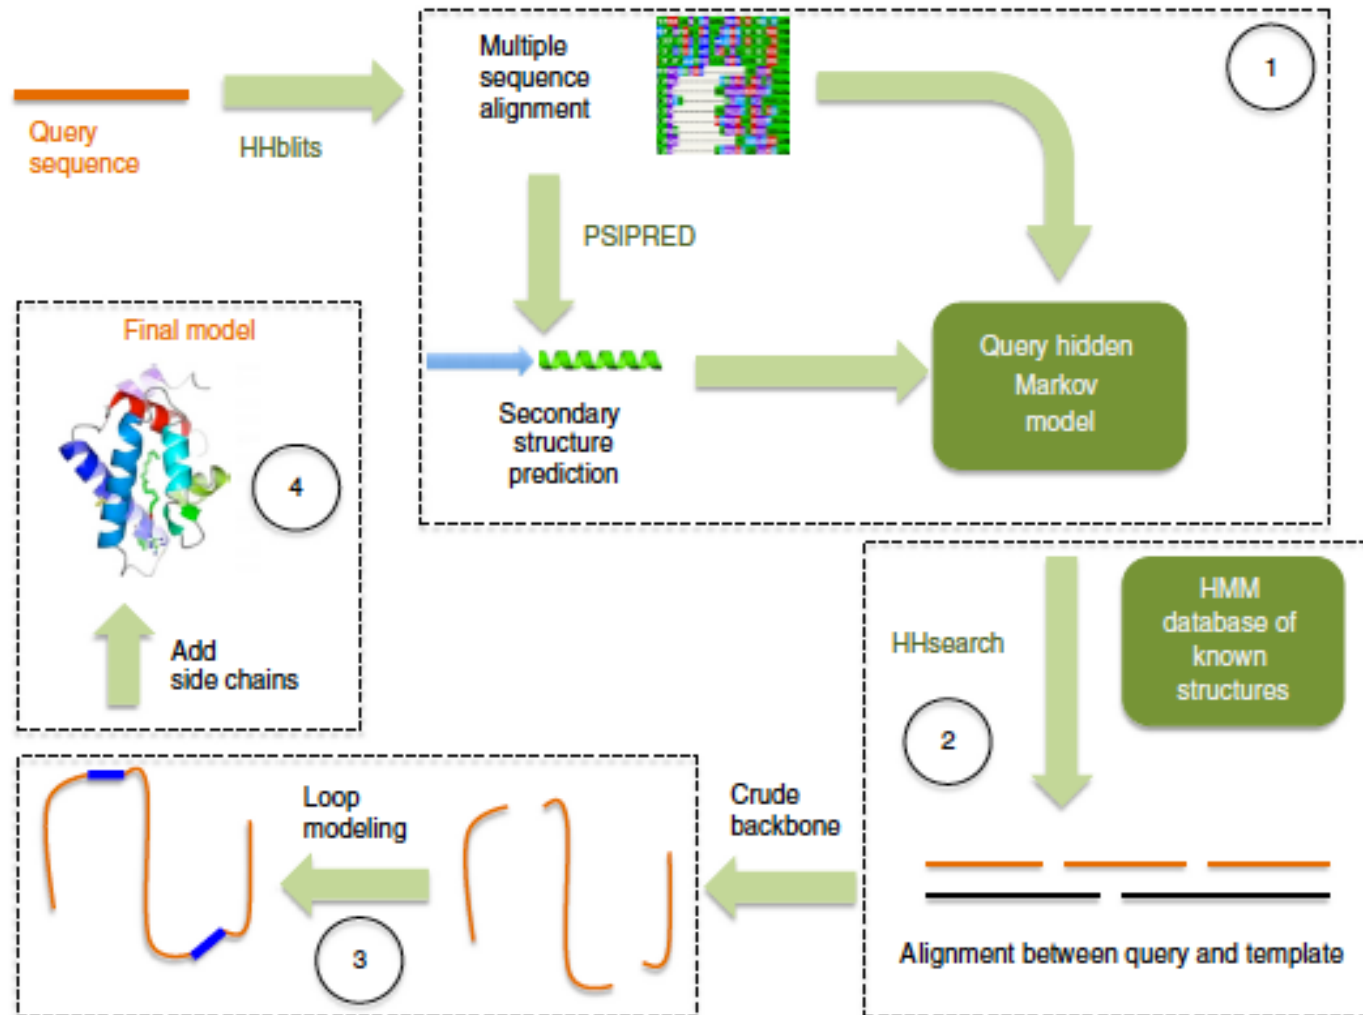 Query
sequence
HHblits
Multiple
sequence
alignment
1
PSIPRED
Secondary
structure
prediction
Query hidden
Markov
model
HHsearch
HMM
database of
known
structures
2
Alignment between query and template
Crude
backbone
Loop
modeling
3
Add
side chains
4
Final model